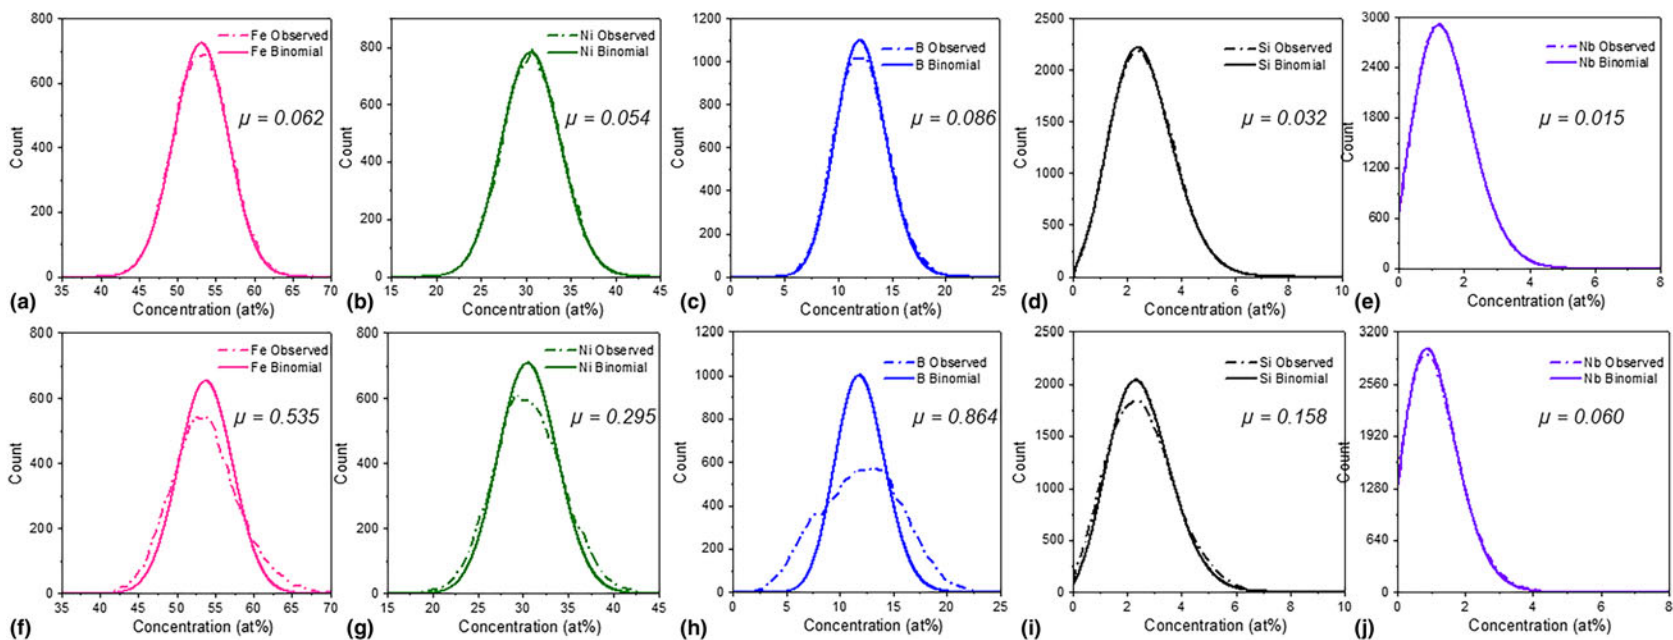 800
600
400
200
0
Count
Fe Observed
Fe Binomial
μ = 0.062
35 40 45 50 55 60 65 70
(a) Concentration (at%)
800
600
400
200
0
Count
Ni Observed
Ni Binomial
μ = 0.054
15 20 25 30 35 40 45
(b) Concentration (at%)
1200
1000
800
600
400
200
0
Count
B Observed
B Binomial
μ = 0.086
0 5 10 15 20 25
(c) Concentration (at%)
2500
2000
1500
1000
500
0
Count
Si Observed
Si Binomial
μ = 0.032
0 2 4 6 8 10
(d) Concentration (at%)
3000
2400
1800
1200
600
0
Count
Nb Observed
Nb Binomial
μ = 0.015
0 2 4 6 8
(e) Concentration (at%)
800
600
400
200
0
Count
Fe Observed
Fe Binomial
μ = 0.535
35 40 45 50 55 60 65 70
(f) Concentration (at%)
800
600
400
200
0
Count
Ni Observed
Ni Binomial
μ = 0.295
15 20 25 30 35 40 45
(g) Concentration (at%)
1200
1000
800
600
400
200
0
Count
B Observed
B Binomial
μ = 0.864
0 5 10 15 20 25
(h) Concentration (at%)
2500
2000
1500
1000
500
0
Count
Si Observed
Si Binomial
μ = 0.158
0 2 4 6 8 10
(i) Concentration (at%)
3200
2560
1920
1280
640
0
Count
Nb Observed
Nb Binomial
μ = 0.060
0 2 4 6 8
(j) Concentration (at%)